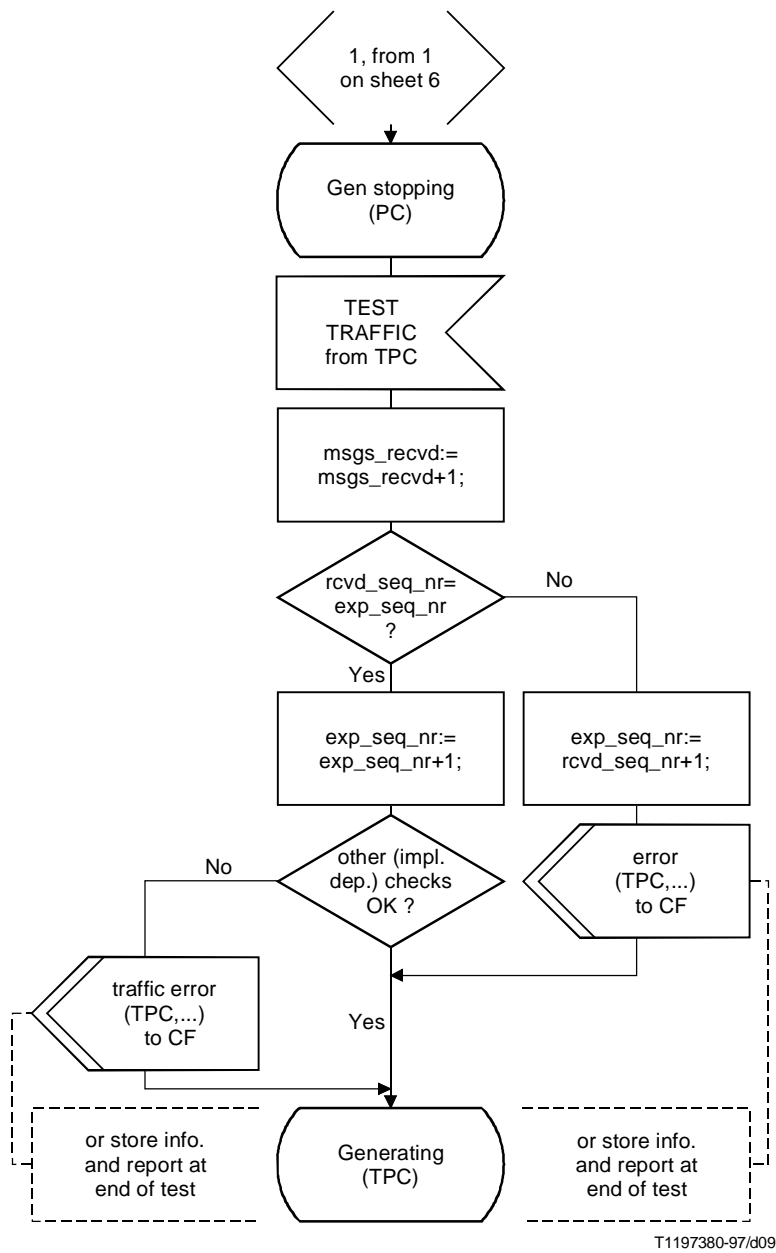 1, from 1
on sheet 6
Gen stopping
(PC)
TEST
TRAFFIC
from TPC
msgs_recvd:=
msgs_recvd+1;
rcvd_seq_nr=
exp_seq_nr
?
No
Yes
exp_seq_nr:=
exp_seq_nr+1;
exp_seq_nr:=
rcvd_seq_nr+1;
other (impl.
dep.) checks
OK ?
No
error
(TPC,...)
to CF
traffic error
(TPC,...)
to CF
Yes
or store info.
and report at
end of test
Generating
(TPC)
or store info.
and report at
end of test
T1197380-97/d09